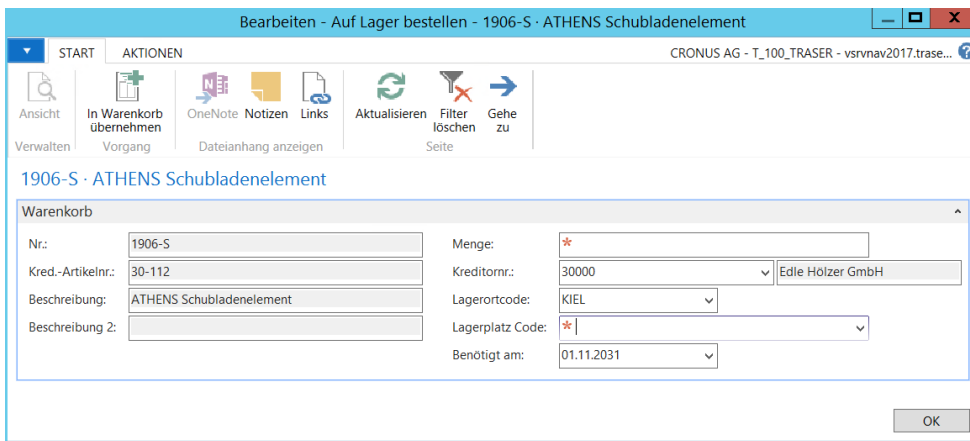 Bearbeiten - Auf Lager bestellen - 1906-S · ATHENS Schubladenelement
START AKTIONEN CRONUS AG - T_100_TRASER - vsrvnav2017.trase... ?
Ansicht In Warenkorb übernehmen OneNote Notizen Links Aktualisieren Filter löschen Gehe zu
Verwalten Vorgang Dateianhang anzeigen Seite
1906-S · ATHENS Schubladenelement
Warenkorb
Nr.: 1906-S Menge: *
Kred.-Artikelnr.: 30-112 Kreditornr.: 30000 Edle Hölzer GmbH
Beschreibung: ATHENS Schubladenelement Lagerortcode: KIEL
Beschreibung 2: Lagerplatz Code: *
Benötigt am: 01.11.2031
OK